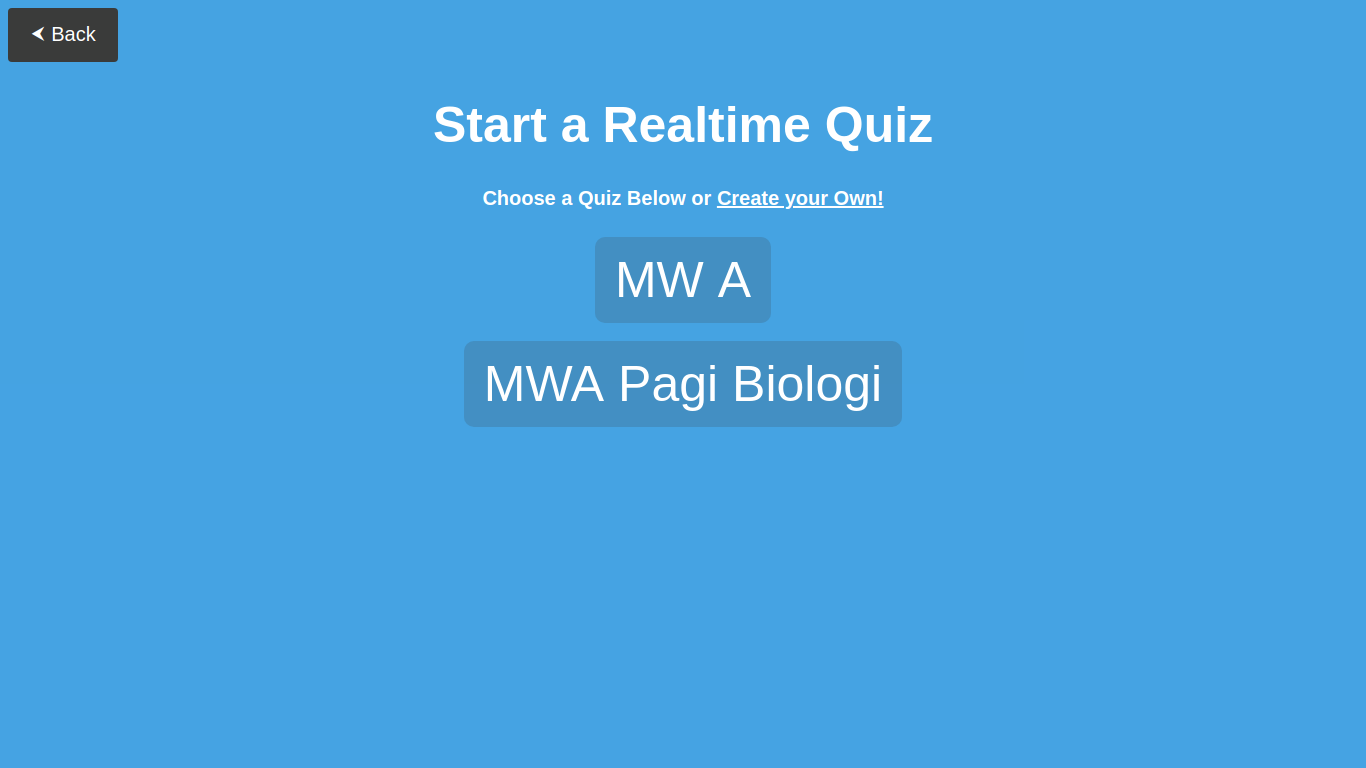 ⮜ Back
Start a Realtime Quiz
Choose a Quiz Below or Create your Own!
MW A
MWA Pagi Biologi